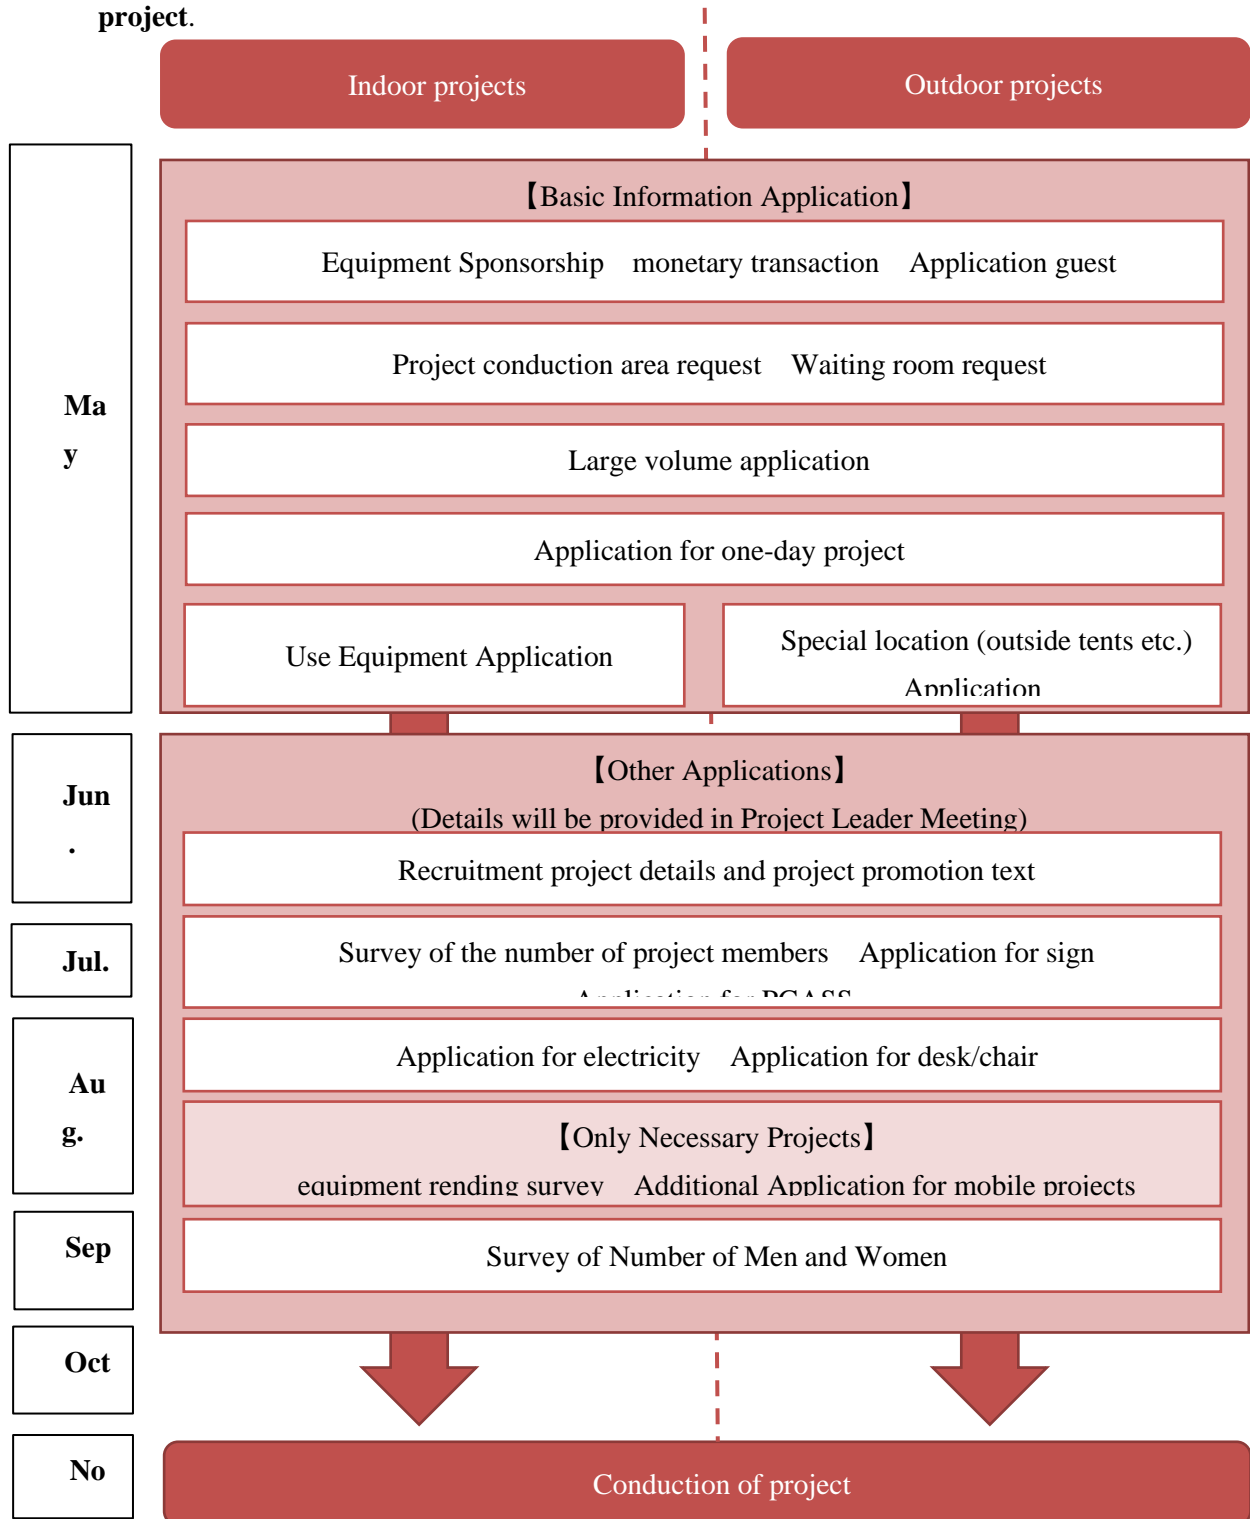 project.
Indoor projects
Outdoor projects
Ma
y
【Basic Information Application】
Equipment Sponsorship monetary transaction Application guest
Project conduction area request Waiting room request
Large volume application
Application for one-day project
Use Equipment Application
Special location (outside tents etc.)
Application
Jun
.
【Other Applications】
(Details will be provided in Project Leader Meeting)
Recruitment project details and project promotion text
Jul.
Survey of the number of project members Application for sign
Application for PGASS
Au
g.
Application for electricity Application for desk/chair
【Only Necessary Projects】
equipment rending survey Additional Application for mobile projects
Sep
Survey of Number of Men and Women
Oct
No
Conduction of project